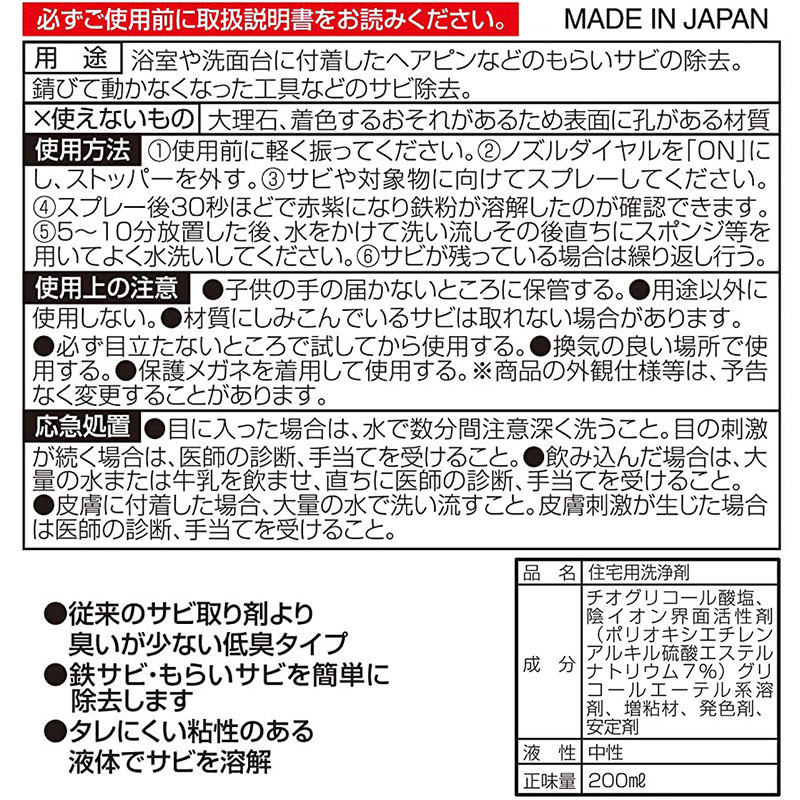 必ずご使用前に取扱説明書をお読みください。
MADE IN JAPAN
用途 浴室や洗面台に付着したヘアピンなどのもらいサビの除去。
錆びて動かなくなった工具などのサビ除去。
×使えないもの 大理石、着色するおそれがあるため表面に孔がある材質
使用方法 ①使用前に軽く振ってください。②ノズルダイヤルを「ON」に
し、ストッパーを外す。③サビや対象物に向けてスプレーしてください。
④スプレー後30秒ほどで赤紫になり鉄粉が溶解したのが確認できます。
⑤5〜10分放置した後、水をかけて洗い流しその後直ちにスポンジ等を
用いてよく水洗いしてください。⑥サビが残っている場合は繰り返し行う。
使用上の注意 ●子供の手の届かないところに保管する。●用途以外に
使用しない。●材質にしみこんでいるサビは取れない場合があります。
●必ず目立たないところで試してから使用する。●換気の良い場所で使
用する。●保護メガネを着用して使用する。※商品の外観仕様等は、予告
なく変更することがあります。
応急処置 ●目に入った場合は、水で数分間注意深く洗うこと。目の刺激
が続く場合は、医師の診断、手当てを受けること。●飲み込んだ場合は、大
量の水または牛乳を飲ませ、直ちに医師の診断、手当てを受けること。
●皮膚に付着した場合、大量の水で洗い流すこと。皮膚刺激が生じた場合
は医師の診断、手当てを受けること。
●従来のサビ取り剤より
臭いが少ない低臭タイプ
●鉄サビ・もらいサビを簡単に
除去します
●タレにくい粘性のある
液体でサビを溶解
品名 住宅用洗浄剤
成分 チオグリコール酸塩、
陰イオン界面活性剤
（ポリオキシエチレン
アルキル硫酸エステル
ナトリウム7%）グリ
コールエーテル系溶
剤、増粘材、発色剤、
安定剤
液性 中性
正味量 200㎖